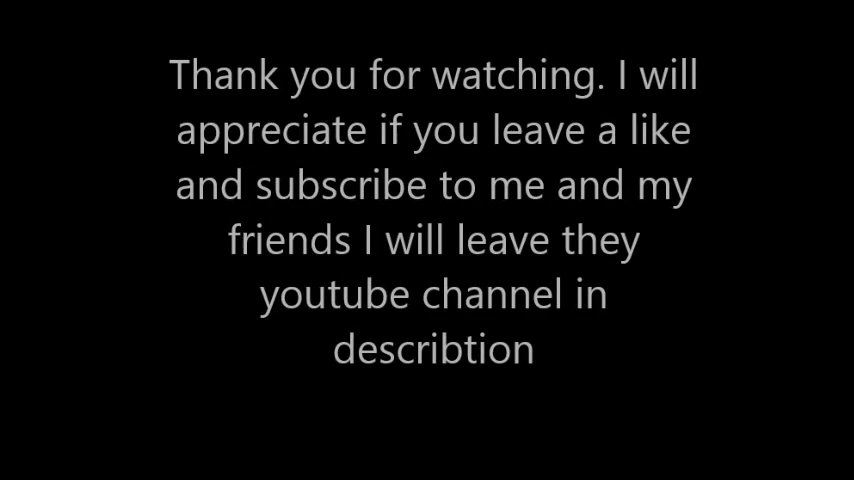 Thank you for watching. I will
appreciate if you leave a like
and subscribe to me and my
friends I will leave they
youtube channel in
describtion